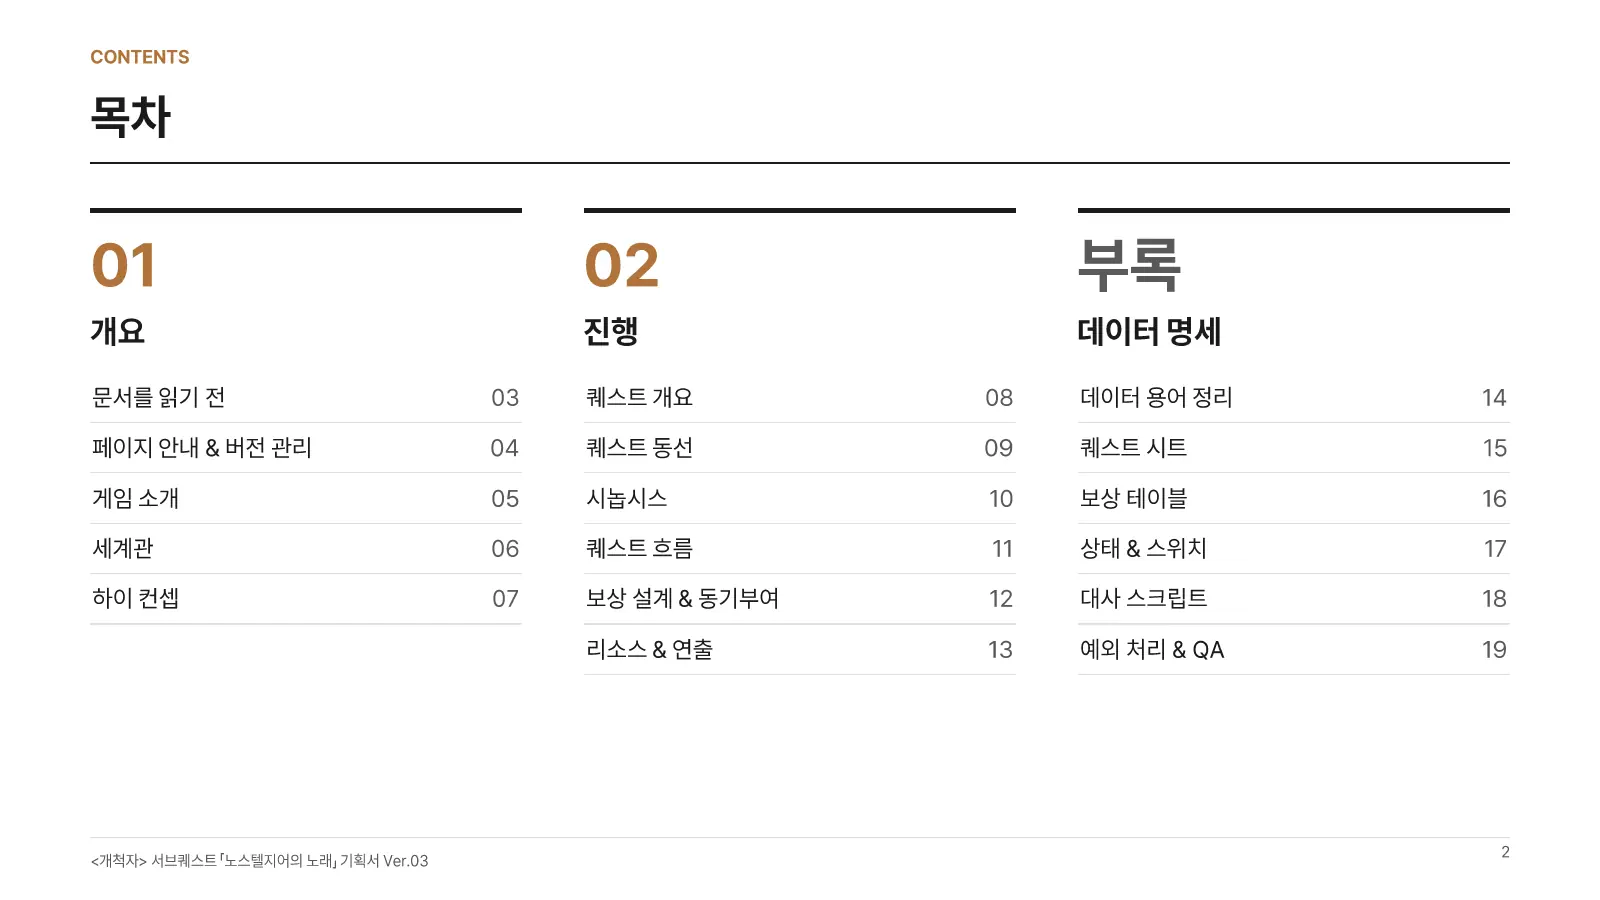 CONTENTS
목차
01
개요
문서를 읽기 전 03
페이지 안내 & 버전 관리 04
게임 소개 05
세계관 06
하이 컨셉 07
02
진행
퀘스트 개요 08
퀘스트 동선 09
시놉시스 10
퀘스트 흐름 11
보상 설계 & 동기부여 12
리소스 & 연출 13
부록
데이터 명세
데이터 용어 정리 14
퀘스트 시트 15
보상 테이블 16
상태 & 스위치 17
대사 스크립트 18
예외 처리 & QA 19
<개척자> 서브퀘스트 「노스텔지어의 노래」 기획서 Ver.03
2